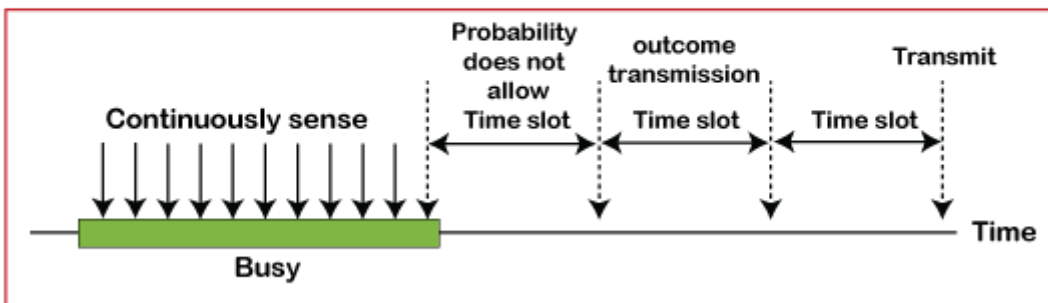 Probability
does not
allow
outcome
transmission
Transmit
Continuously sense
Time slot
Time slot
Time slot
Time
Busy